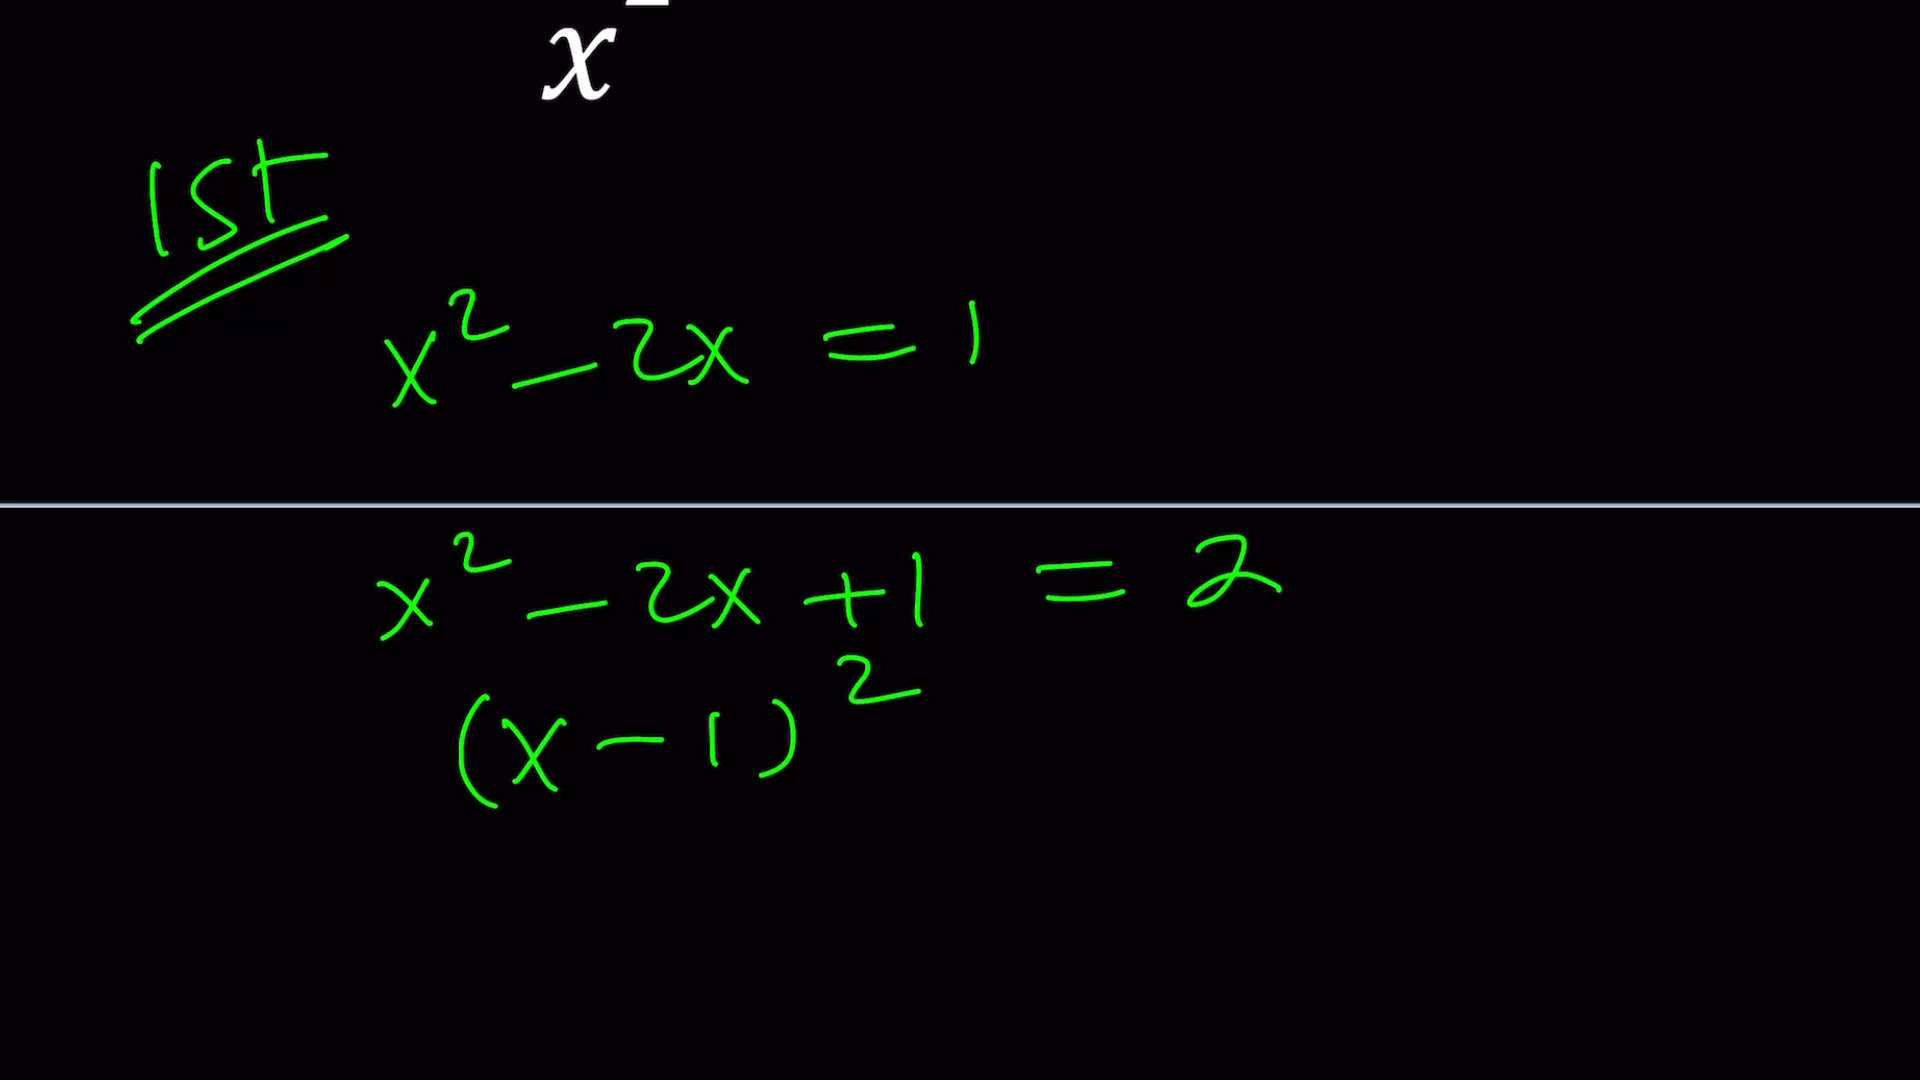 x
1st
x² - 2x = 1
x² - 2x + 1 = 2
(x - 1)²